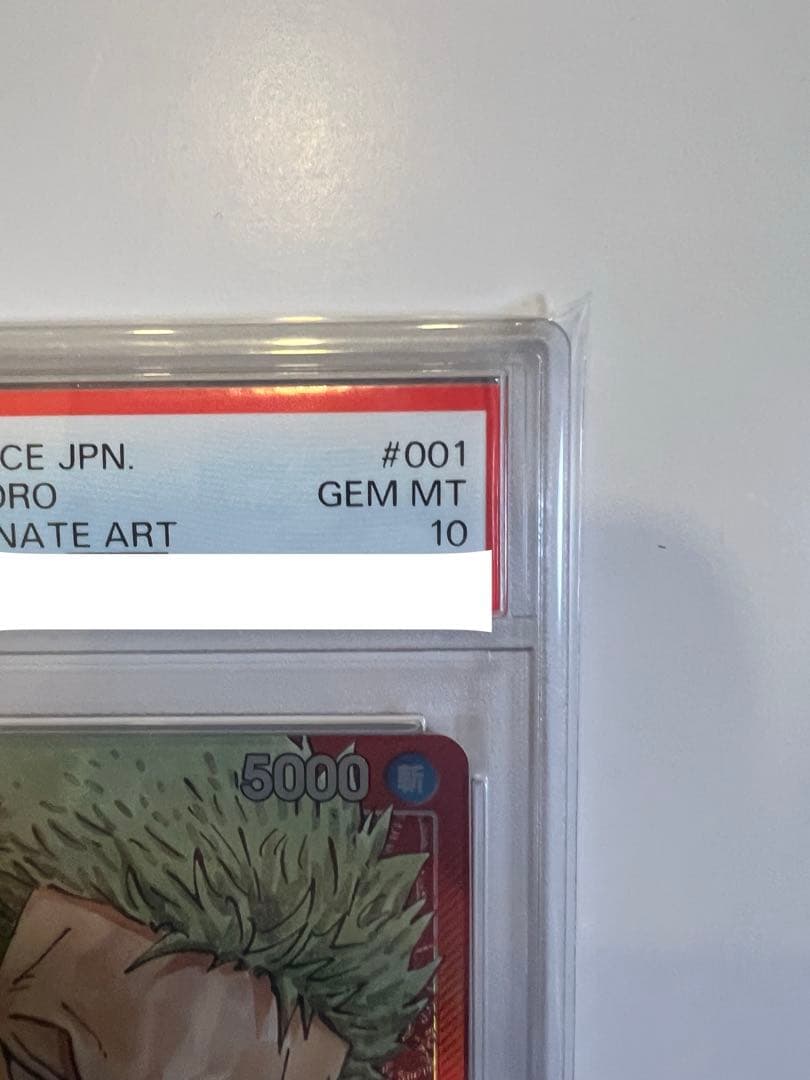 CE JPN. #001
ORO GEM MT
NATE ART 10
5000 斬